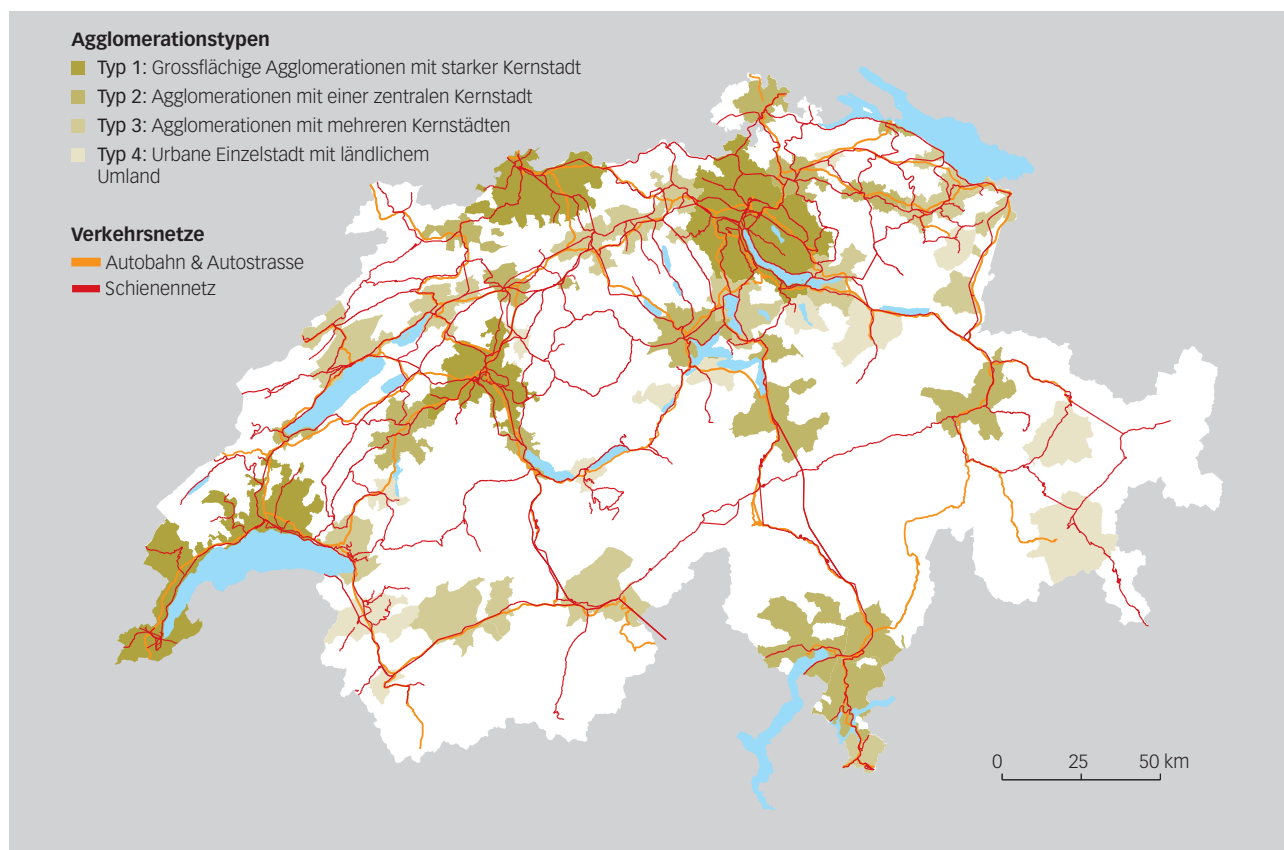 Agglomerationstypen
Typ 1: Grossflächige Agglomerationen mit starker Kernstadt
Typ 2: Agglomerationen mit einer zentralen Kernstadt
Typ 3: Agglomerationen mit mehreren Kernstädten
Typ 4: Urbane Einzelstadt mit ländlichem
Umland
Verkehrsnetze
Autobahn & Autostrasse
Schienennetz
0 25 50 km